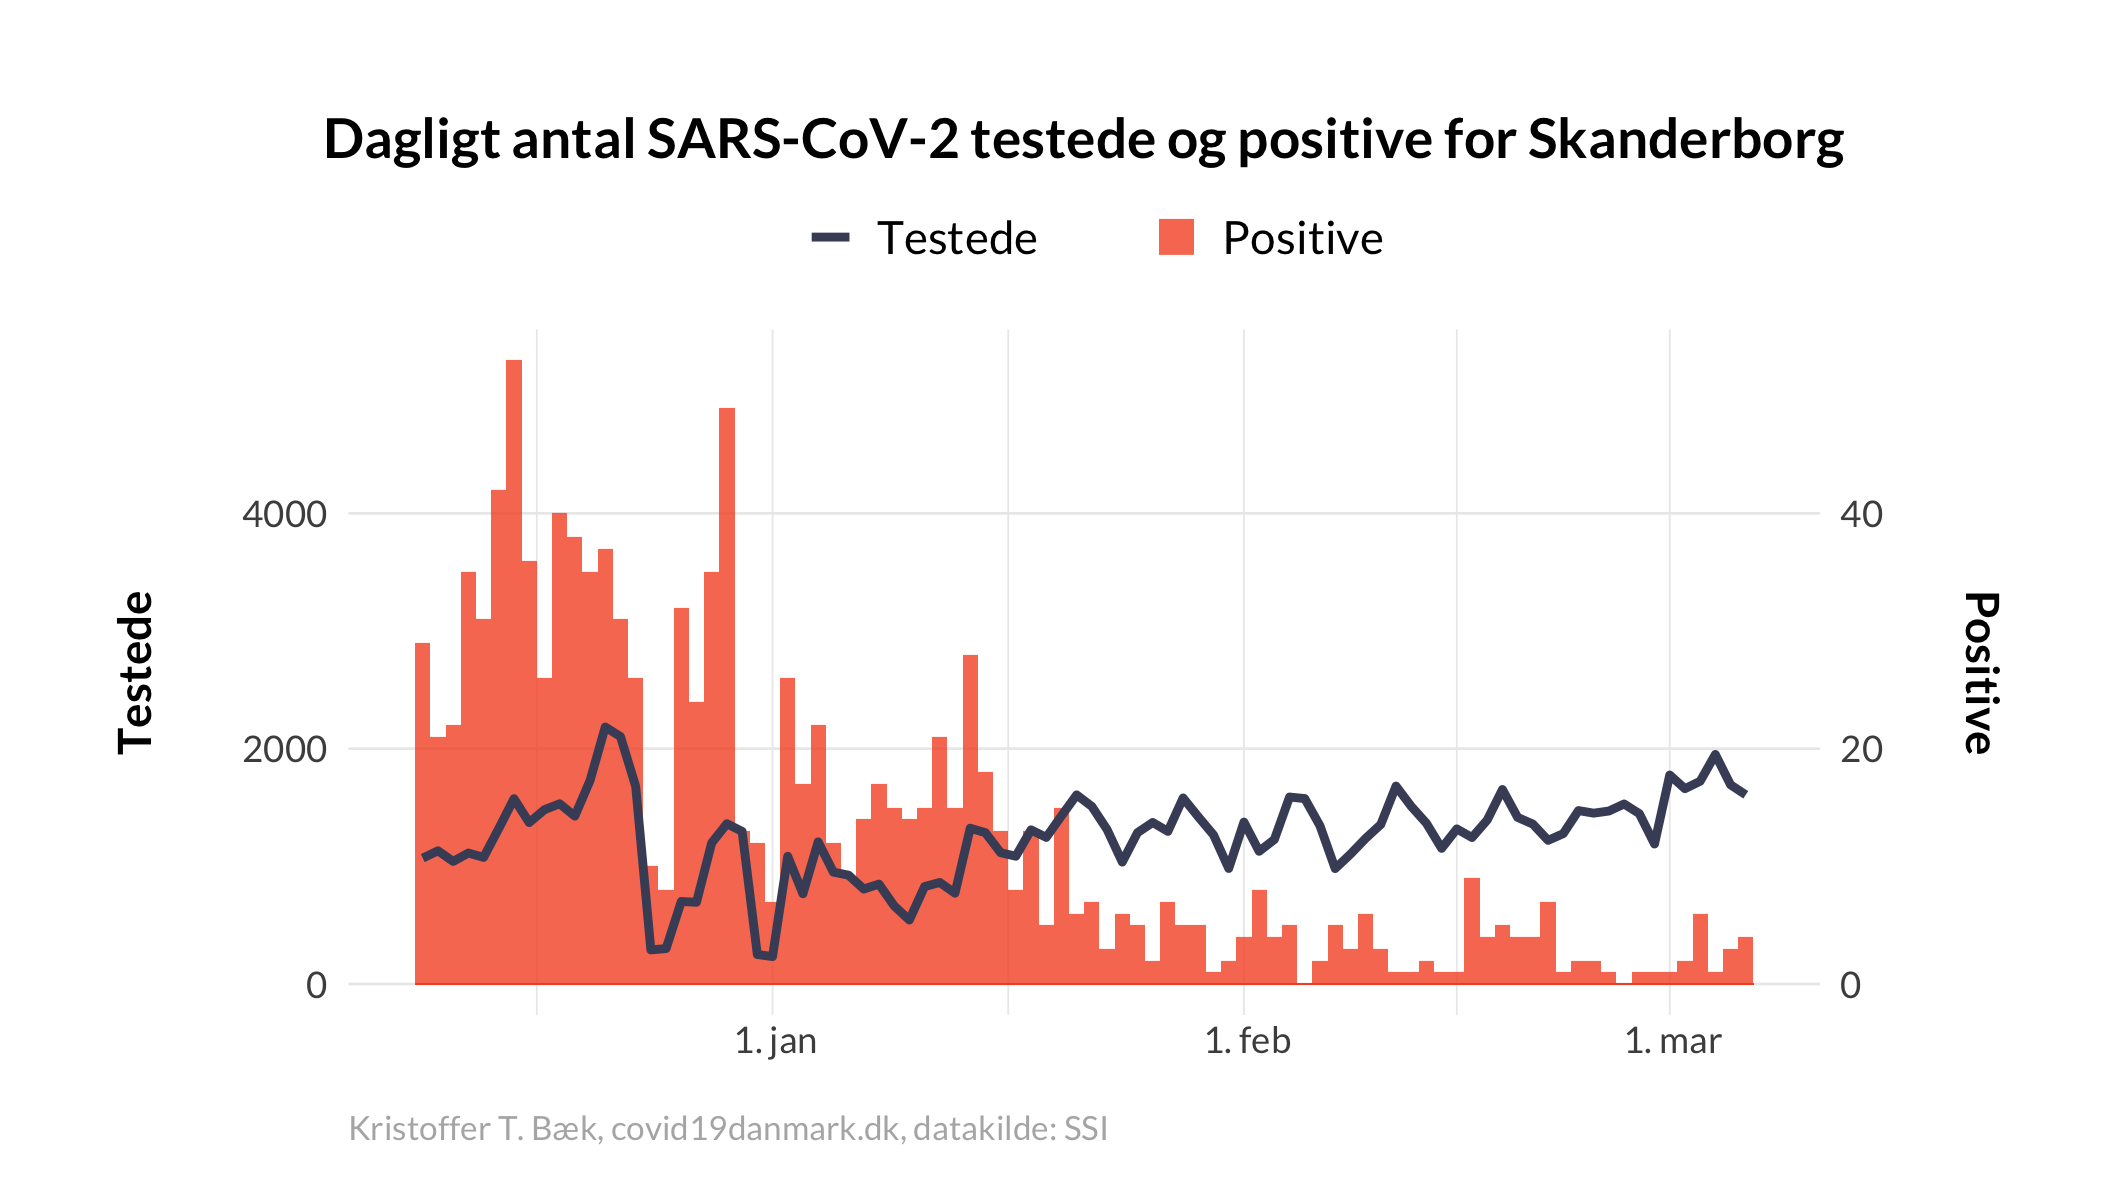 Dagligt antal SARS-CoV-2 testede og positive for Skanderborg
Testede
Positive
4000
2000
0
Testede
40
20
0
Positive
1. jan
1. feb
1. mar
Kristoffer T. Bæk, covid19danmark.dk, datakilde: SSI